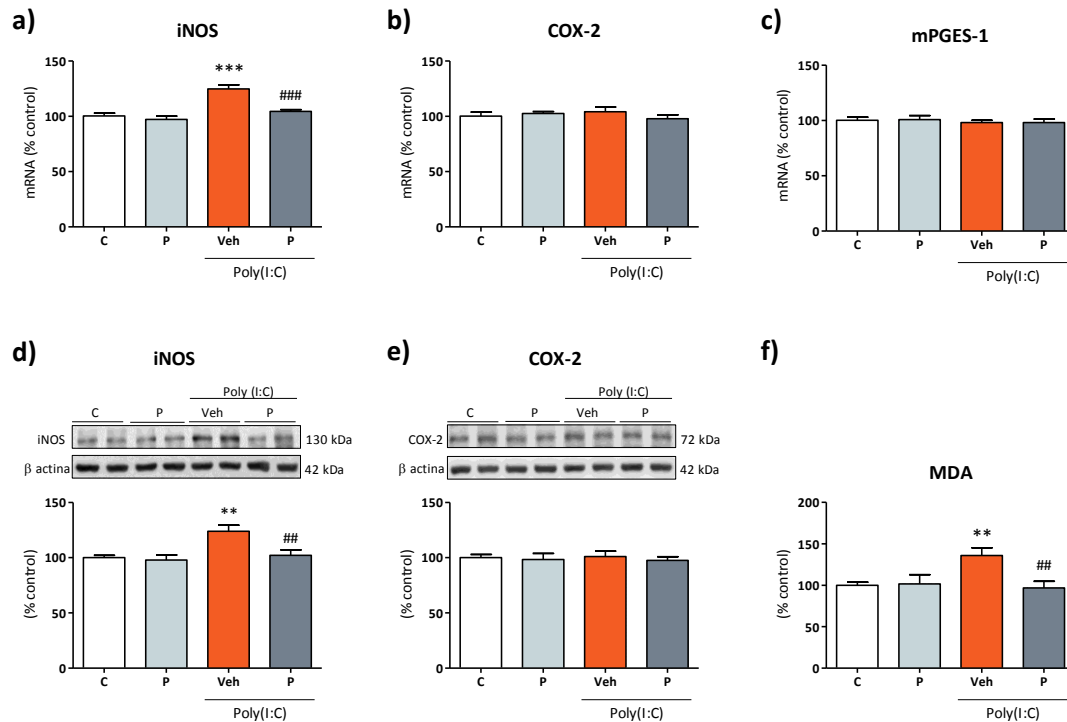 a)
iNOS
mRNA (% control)
150
100
50
0
***
###
C P Veh P
Poly(I:C)
b)
COX-2
mRNA (% control)
150
100
50
0
C P Veh P
Poly(I:C)
c)
mPGES-1
mRNA (% control)
150
100
50
0
C P Veh P
Poly(I:C)
d)
iNOS
Poly (I:C)
C P Veh P
iNOS 130 kDa
β actina 42 kDa
(% control)
150
100
50
0
**
##
C P Veh P
Poly(I:C)
e)
COX-2
Poly (I:C)
C P Veh P
COX-2 72 kDa
β actina 42 kDa
(% control)
150
100
50
0
C P Veh P
Poly(I:C)
f)
MDA
(% control)
200
150
100
50
0
**
##
C P Veh P
Poly(I:C)